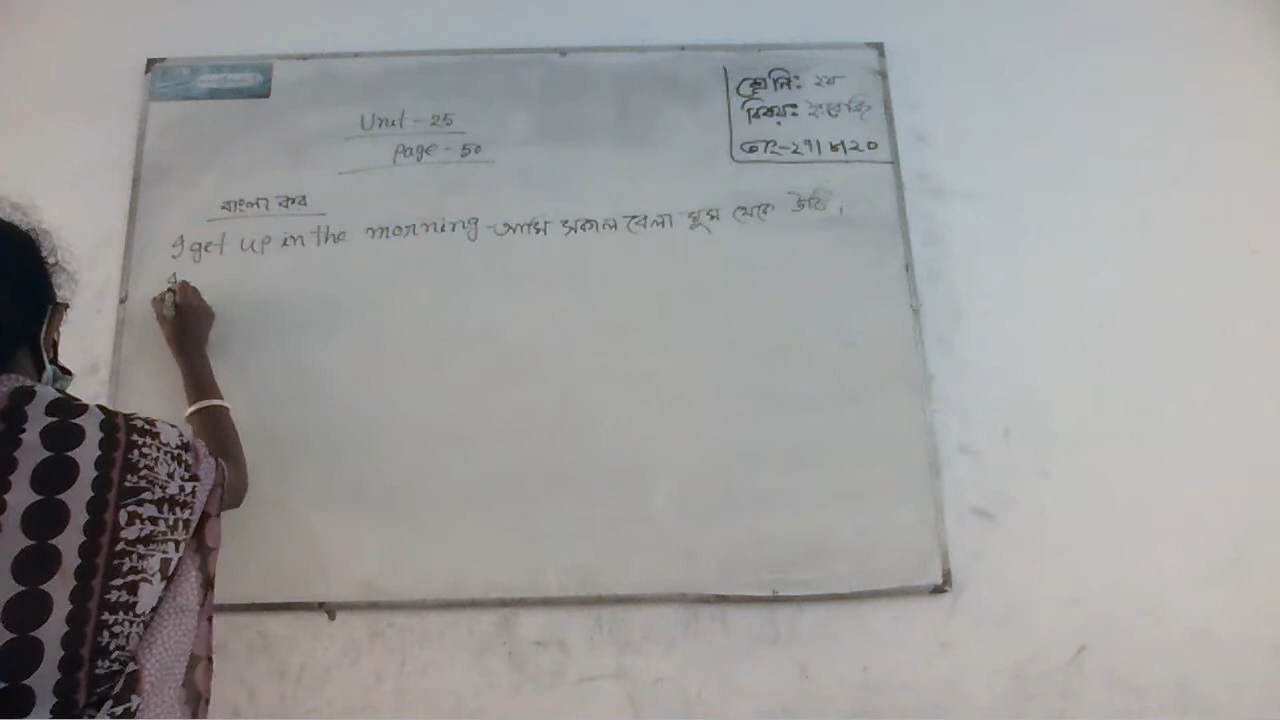 Unit - 25
Page - 50
শ্রেনি: ২য়
বিষয়: ইংরেজি
তাং-২৭।৮।২০
বাংলা কর
I get up in the morning - আমি সকাল বেলা ঘুম থেকে উঠি।